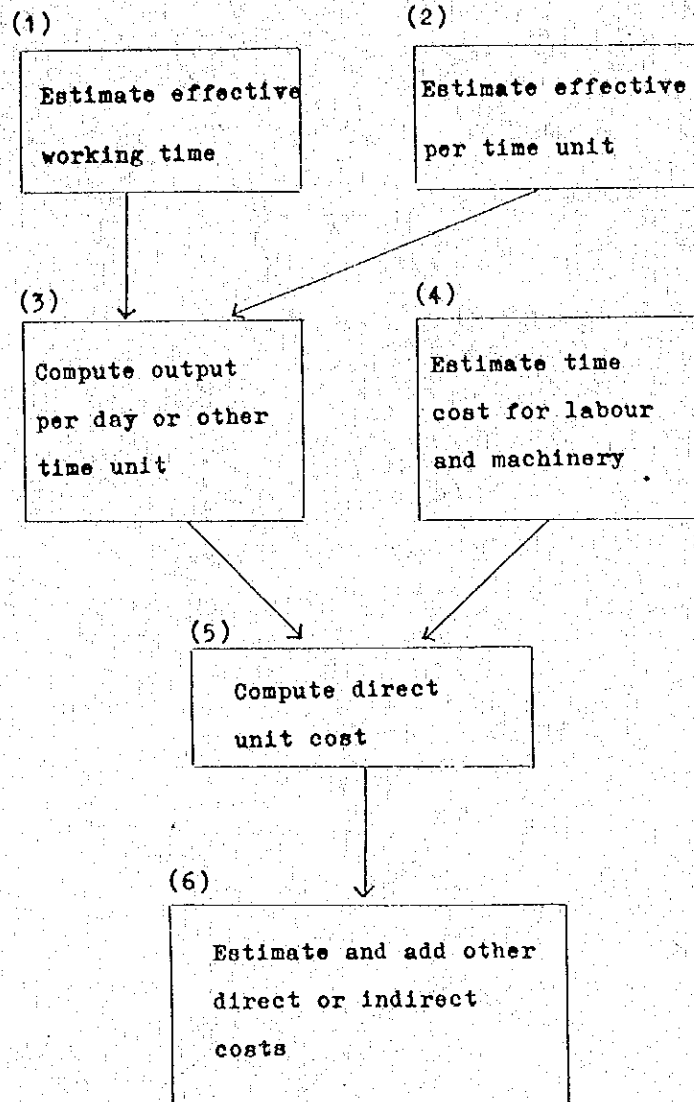 (1)
Estimate effective
working time
(2)
Estimate effective
per time unit
(3)
Compute output
per day or other
time unit
(4)
Estimate time
cost for labour
and machinery
(5)
Compute direct
unit cost
(6)
Estimate and add other
direct or indirect
costs